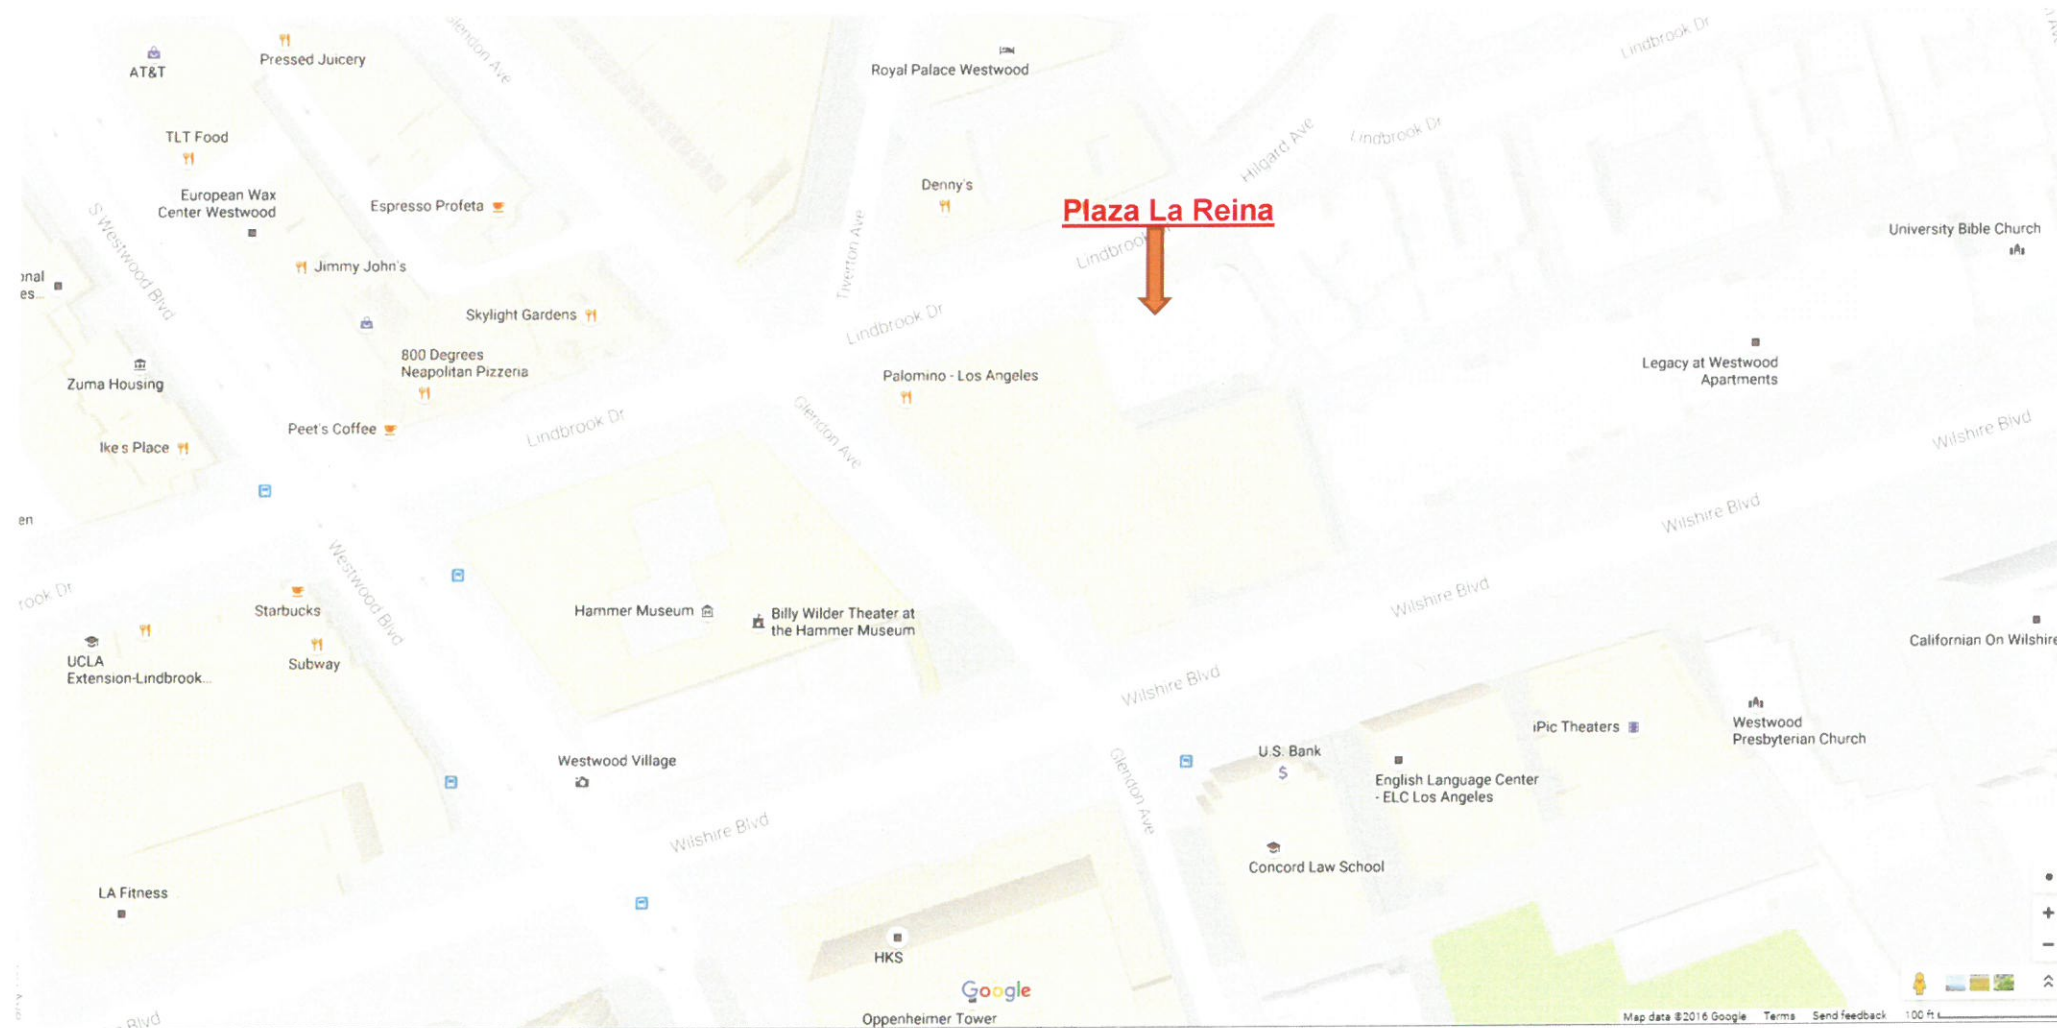 Glendon Ave
Lindbrook Dr
Pressed Juicery
AT&T
Royal Palace Westwood
TLT Food
Hilgard Ave
Lindbrook Dr
European Wax
Center Westwood
Espresso Profeta
Denny's
Plaza La Reina
S Westwood Blvd
Tiverton Ave
Lindbrook
University Bible Church
Jimmy John's
Skylight Gardens
Lindbrook Dr
800 Degrees
Neapolitan Pizzeria
Zuma Housing
Palomino - Los Angeles
Legacy at Westwood
Apartments
Peet's Coffee
Lindbrook Dr
Glendon Ave
Wilshire Blvd
Ike s Place
Wilshire Blvd
Westwood Blvd
rook Dr
Starbucks
Hammer Museum
Billy Wilder Theater at
the Hammer Museum
Wilshire Blvd
Californian On Wilshire
UCLA
Extension-Lindbrook...
Subway
Wilshire Blvd
iPic Theaters
Westwood
Presbyterian Church
Westwood Village
Glendon Ave
U.S. Bank
$
English Language Center
- ELC Los Angeles
Wilshire Blvd
Concord Law School
LA Fitness
HKS
Google
Oppenheimer Tower
Blvd
Map data ©2016 Google Terms Send feedback 100 ft